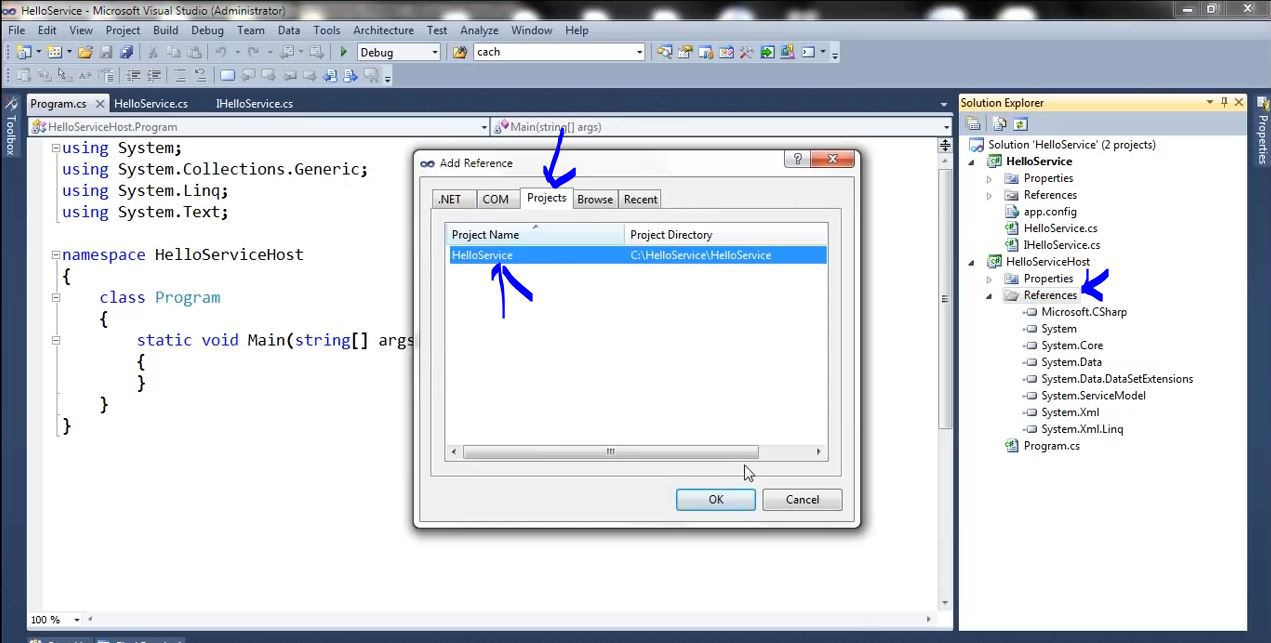 HelloService - Microsoft Visual Studio (Administrator)
File Edit View Project Build Debug Team Data Tools Architecture Test Analyze Window Help
Debug cach
Toolbox
Program.cs HelloService.cs IHelloService.cs
HelloServiceHost.Program Main(string[] args)
using System;
using System.Collections.Generic;
using System.Linq;
using System.Text;
namespace HelloServiceHost
{
class Program
{
static void Main(string[] args
{
}
}
}
100 %
Add Reference
.NET COM Projects Browse Recent
Project Name Project Directory
HelloService C:\HelloService\HelloService
OK Cancel
Solution Explorer
Solution 'HelloService' (2 projects)
HelloService
Properties
References
app.config
HelloService.cs
IHelloService.cs
HelloServiceHost
Properties
References
Microsoft.CSharp
System
System.Core
System.Data
System.Data.DataSetExtensions
System.ServiceModel
System.Xml
System.Xml.Linq
Program.cs
Properties